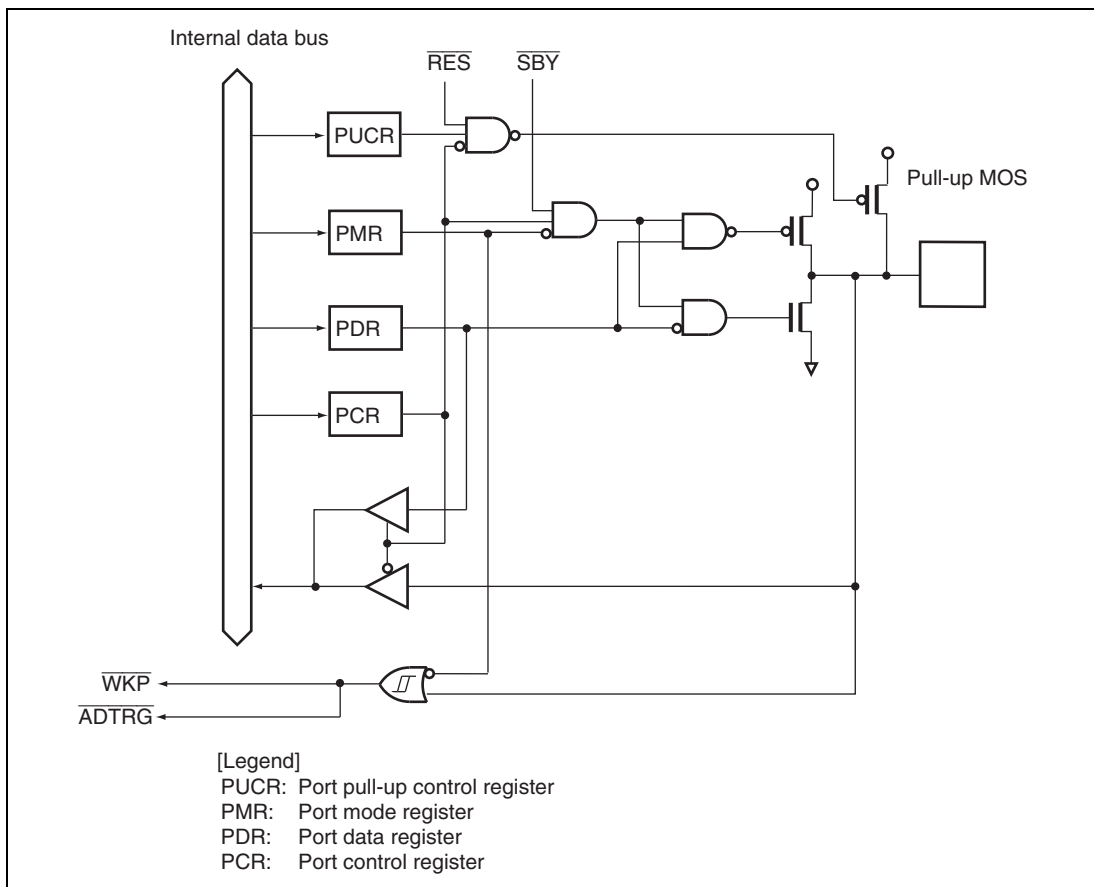 Internal data bus
RES
SBY
PUCR
Pull-up MOS
PMR
PDR
PCR
WKP
ADTRG
[Legend]
PUCR: Port pull-up control register
PMR: Port mode register
PDR: Port data register
PCR: Port control register